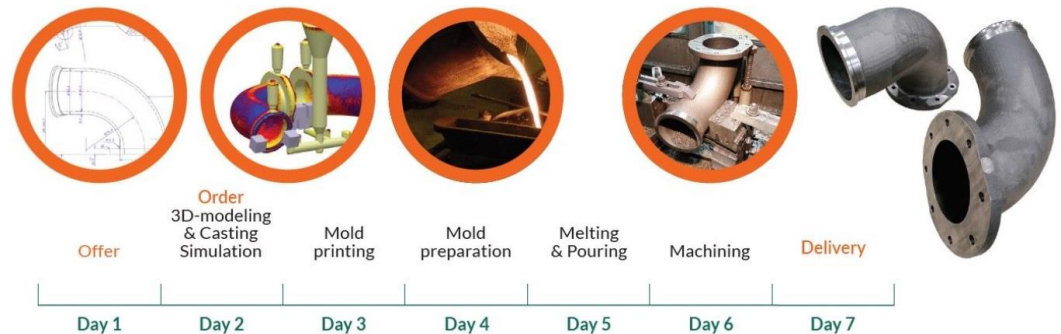 Offer
Order
3D-modeling
& Casting
Simulation
Mold
printing
Mold
preparation
Melting
& Pouring
Machining
Delivery
Day 1
Day 2
Day 3
Day 4
Day 5
Day 6
Day 7